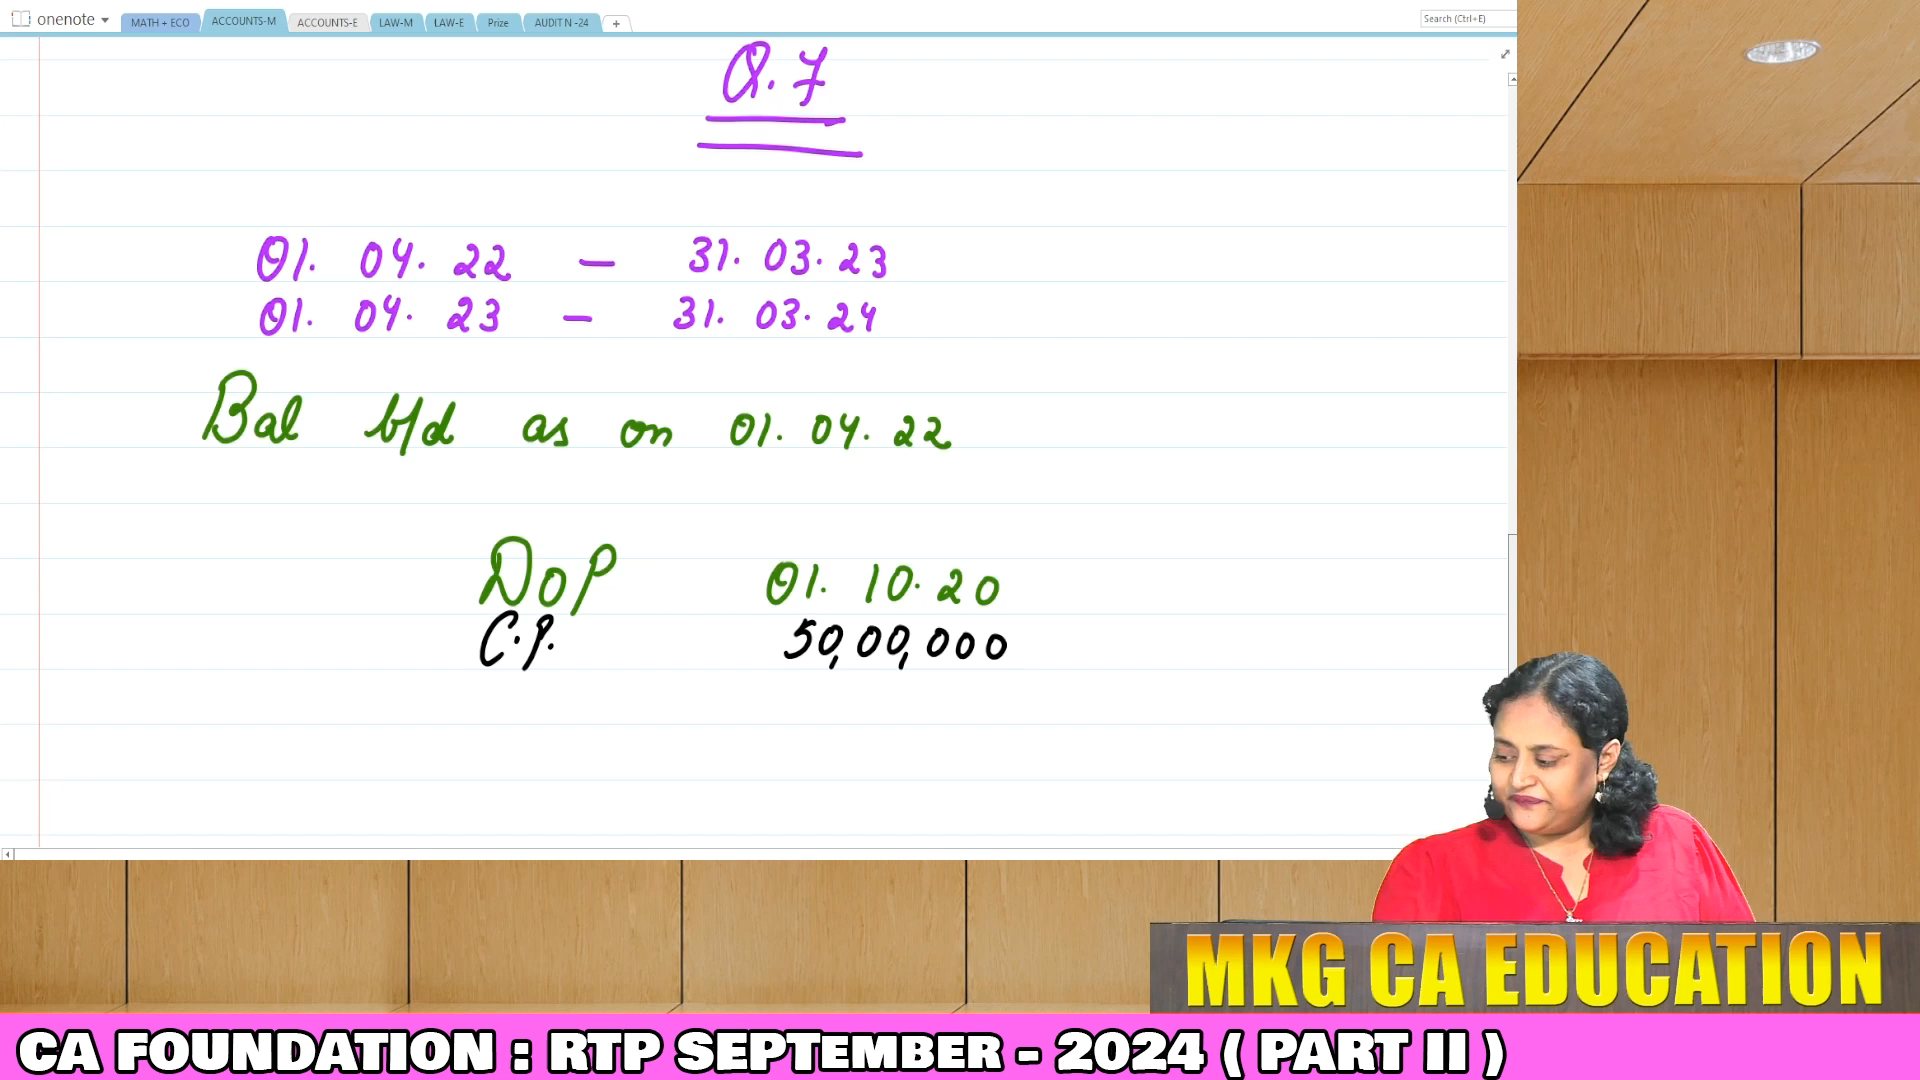 onenote
MATH + ECO
ACCOUNTS-M
ACCOUNTS-E
LAW-M
LAW-E
Prize
AUDIT N -24
+
Search (Ctrl+E)
Q.7
01. 04. 22 – 31. 03. 23
01. 04. 23 – 31. 03. 24
Bal b/d as on 01. 04. 22
DOP 01. 10. 20
C.P. 50,00,000
MKG CA EDUCATION
CA FOUNDATION : RTP SEPTEMBER - 2024 ( PART II )